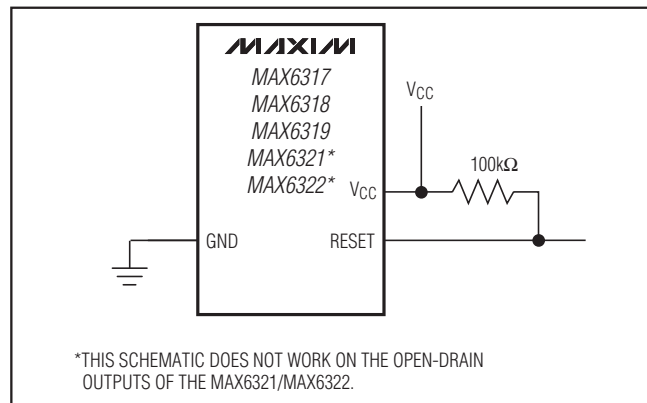 MAXIM
MAX6317
MAX6318
MAX6319
MAX6321*
MAX6322*
VCC
VCC
100kΩ
GND
RESET
*THIS SCHEMATIC DOES NOT WORK ON THE OPEN-DRAIN
OUTPUTS OF THE MAX6321/MAX6322.